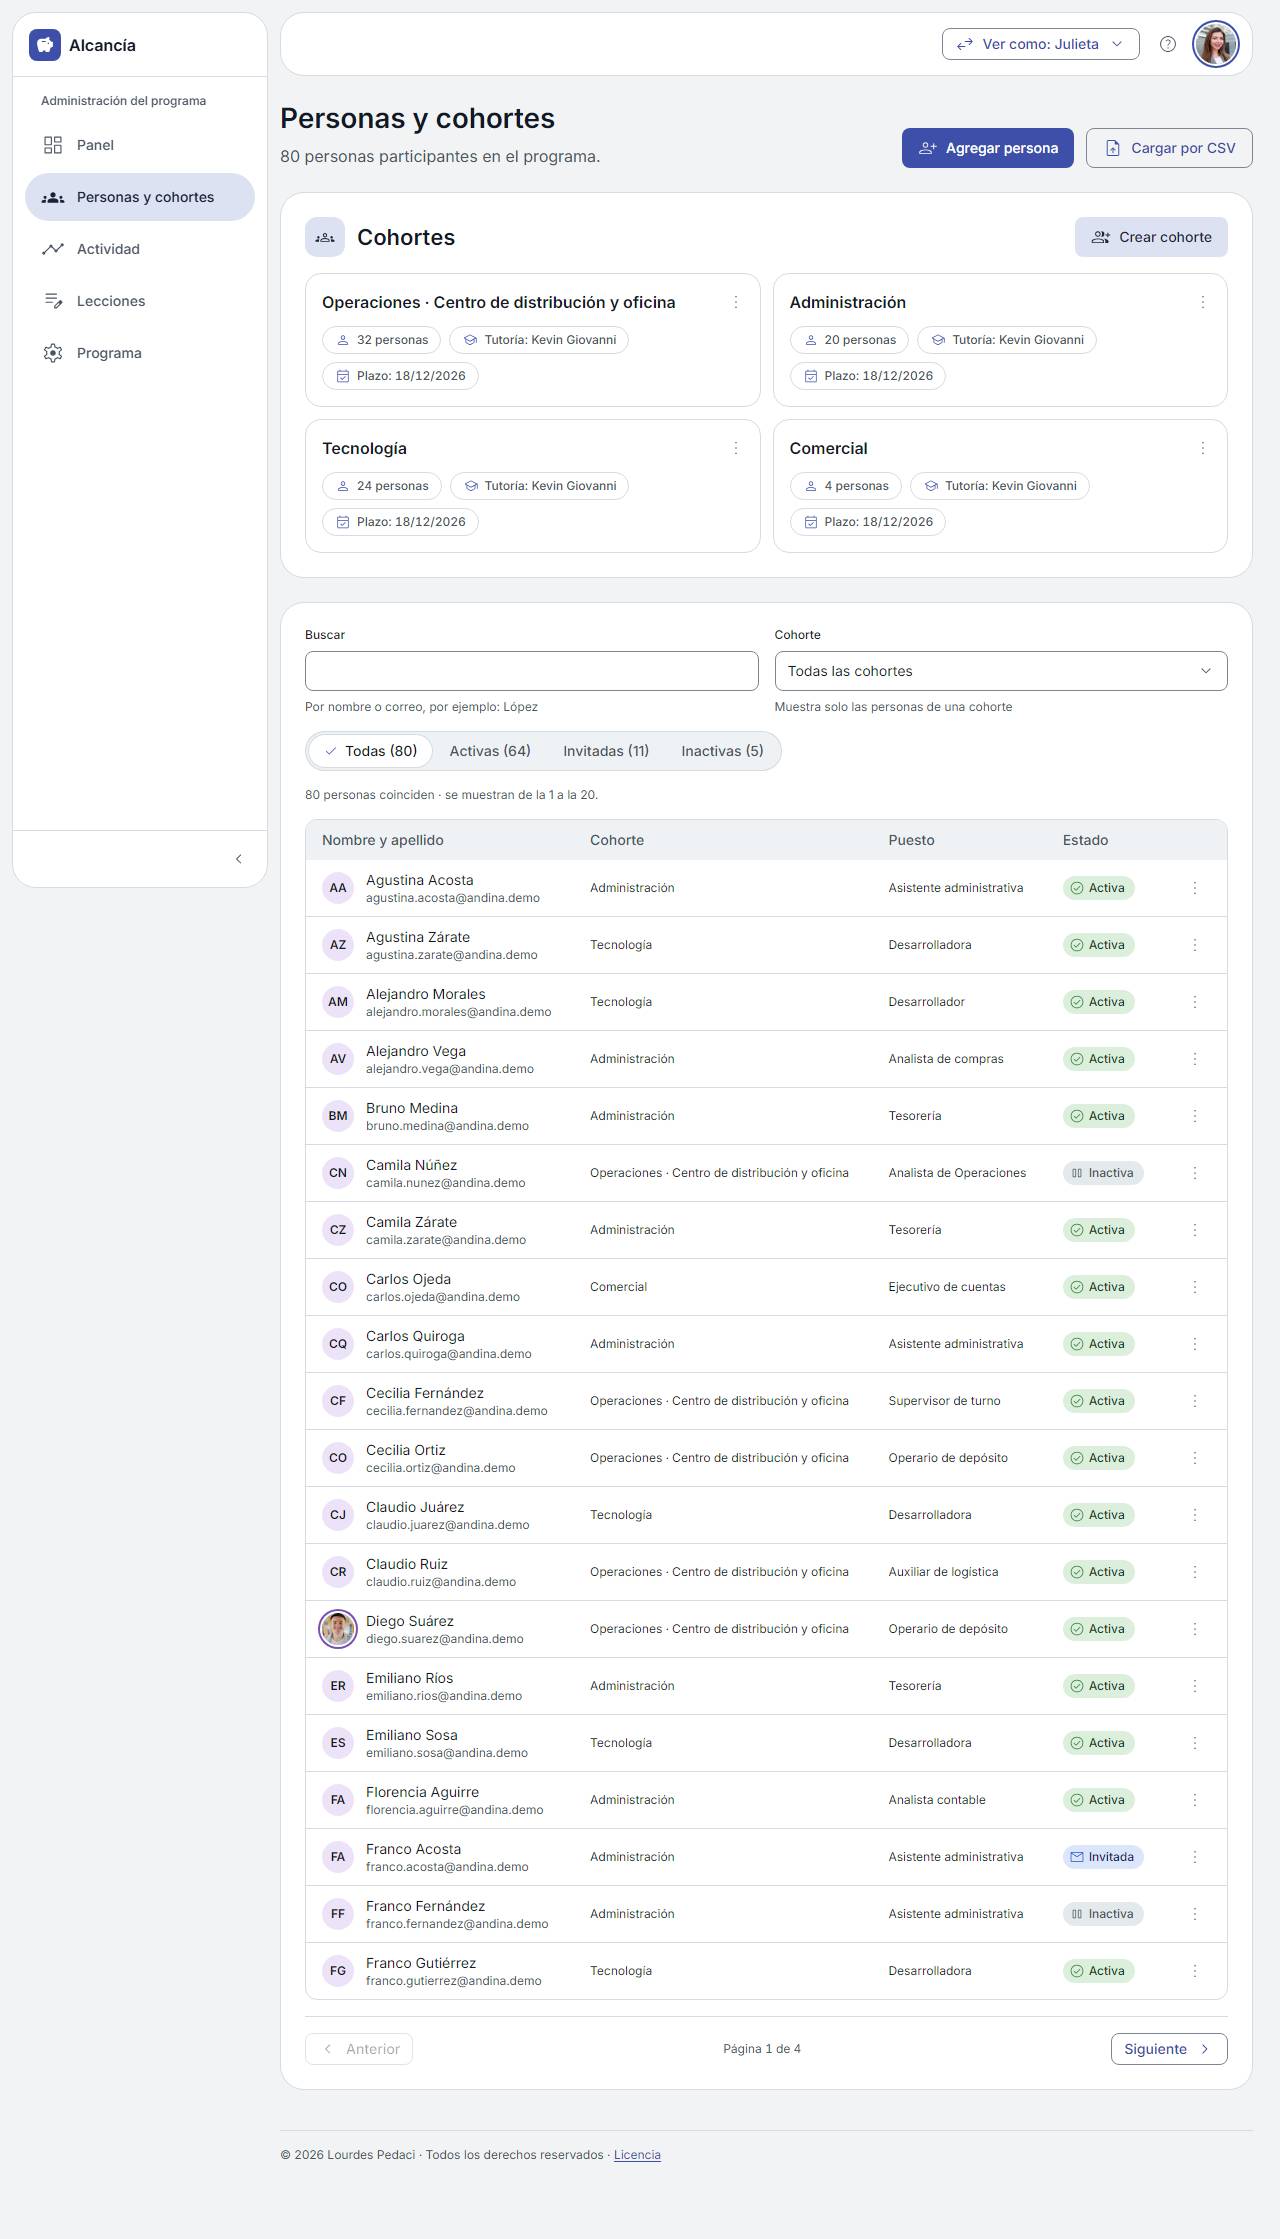 Alcancía
Ver como: Julieta
Administración del programa
Panel
Personas y cohortes
Actividad
Lecciones
Programa
Personas y cohortes
80 personas participantes en el programa.
Agregar persona
Cargar por CSV
Cohortes
Crear cohorte
Operaciones · Centro de distribución y oficina
32 personas
Tutoría: Kevin Giovanni
Plazo: 18/12/2026
Administración
20 personas
Tutoría: Kevin Giovanni
Plazo: 18/12/2026
Tecnología
24 personas
Tutoría: Kevin Giovanni
Plazo: 18/12/2026
Comercial
4 personas
Tutoría: Kevin Giovanni
Plazo: 18/12/2026
Buscar
Por nombre o correo, por ejemplo: López
Cohorte
Todas las cohortes
Muestra solo las personas de una cohorte
Todas (80) Activas (64) Invitadas (11) Inactivas (5)
80 personas coinciden · se muestran de la 1 a la 20.
Nombre y apellido Cohorte Puesto Estado
AA Agustina Acosta
agustina.acosta@andina.demo
Administración Asistente administrativa Activa
AZ Agustina Zárate
agustina.zarate@andina.demo
Tecnología Desarrolladora Activa
AM Alejandro Morales
alejandro.morales@andina.demo
Tecnología Desarrollador Activa
AV Alejandro Vega
alejandro.vega@andina.demo
Administración Analista de compras Activa
BM Bruno Medina
bruno.medina@andina.demo
Administración Tesorería Activa
CN Camila Núñez
camila.nunez@andina.demo
Operaciones · Centro de distribución y oficina Analista de Operaciones Inactiva
CZ Camila Zárate
camila.zarate@andina.demo
Administración Tesorería Activa
CO Carlos Ojeda
carlos.ojeda@andina.demo
Comercial Ejecutivo de cuentas Activa
CQ Carlos Quiroga
carlos.quiroga@andina.demo
Administración Asistente administrativa Activa
CF Cecilia Fernández
cecilia.fernandez@andina.demo
Operaciones · Centro de distribución y oficina Supervisor de turno Activa
CO Cecilia Ortiz
cecilia.ortiz@andina.demo
Operaciones · Centro de distribución y oficina Operario de depósito Activa
CJ Claudio Juárez
claudio.juarez@andina.demo
Tecnología Desarrolladora Activa
CR Claudio Ruiz
claudio.ruiz@andina.demo
Operaciones · Centro de distribución y oficina Auxiliar de logística Activa
Diego Suárez
diego.suarez@andina.demo
Operaciones · Centro de distribución y oficina Operario de depósito Activa
ER Emiliano Ríos
emiliano.rios@andina.demo
Administración Tesorería Activa
ES Emiliano Sosa
emiliano.sosa@andina.demo
Tecnología Desarrolladora Activa
FA Florencia Aguirre
florencia.aguirre@andina.demo
Administración Analista contable Activa
FA Franco Acosta
franco.acosta@andina.demo
Administración Asistente administrativa Invitada
FF Franco Fernández
franco.fernandez@andina.demo
Administración Asistente administrativa Inactiva
FG Franco Gutiérrez
franco.gutierrez@andina.demo
Tecnología Desarrolladora Activa
Anterior Página 1 de 4 Siguiente
© 2026 Lourdes Pedaci · Todos los derechos reservados · Licencia